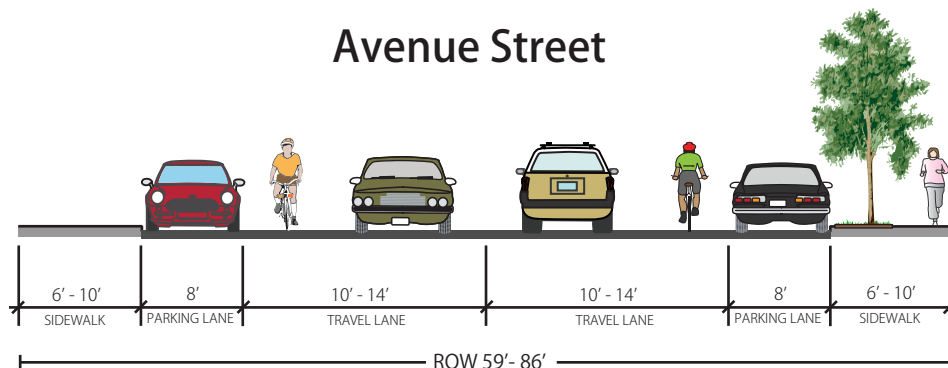 Avenue Street
6’ - 10’ 8’ 10’ - 14’ 10’ - 14’ 8’ 6’ - 10’
SIDEWALK PARKING LANE TRAVEL LANE TRAVEL LANE PARKING LANE SIDEWALK
ROW 59’- 86’